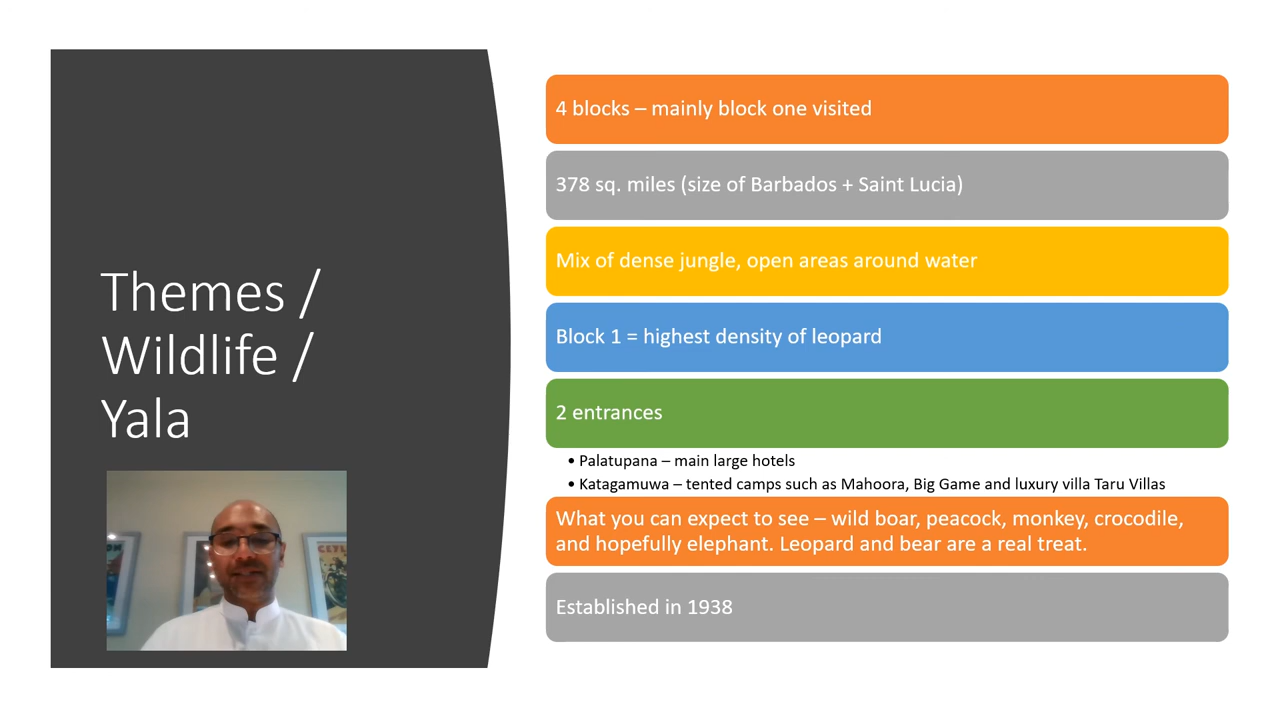 Themes /
Wildlife /
Yala
4 blocks – mainly block one visited
378 sq. miles (size of Barbados + Saint Lucia)
Mix of dense jungle, open areas around water
Block 1 = highest density of leopard
2 entrances
• Palatupana – main large hotels
• Katagamuwa – tented camps such as Mahoora, Big Game and luxury villa Taru Villas
What you can expect to see – wild boar, peacock, monkey, crocodile,
and hopefully elephant. Leopard and bear are a real treat.
Established in 1938